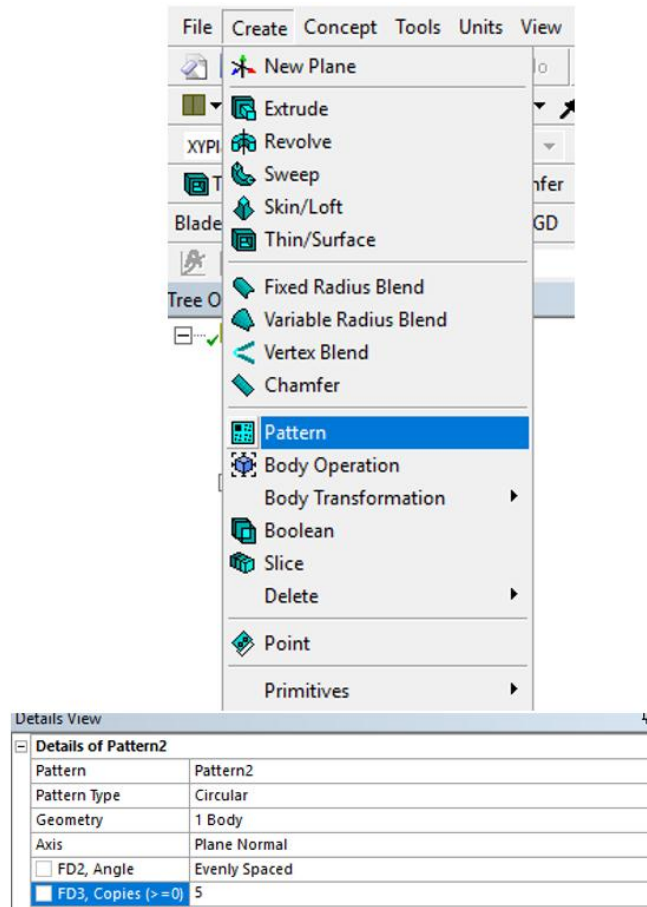 File Create Concept Tools Units View
New Plane
Extrude
XYPl
Revolve
Sweep
nfer
Skin/Loft
Blade
GD
Thin/Surface
Fixed Radius Blend
Tree O
Variable Radius Blend
Vertex Blend
Chamfer
Pattern
Body Operation
Body Transformation
Boolean
Slice
Delete
Point
Primitives
Details View
Details of Pattern2
Pattern Pattern2
Pattern Type Circular
Geometry 1 Body
Axis Plane Normal
FD2, Angle Evenly Spaced
FD3, Copies (>=0) 5